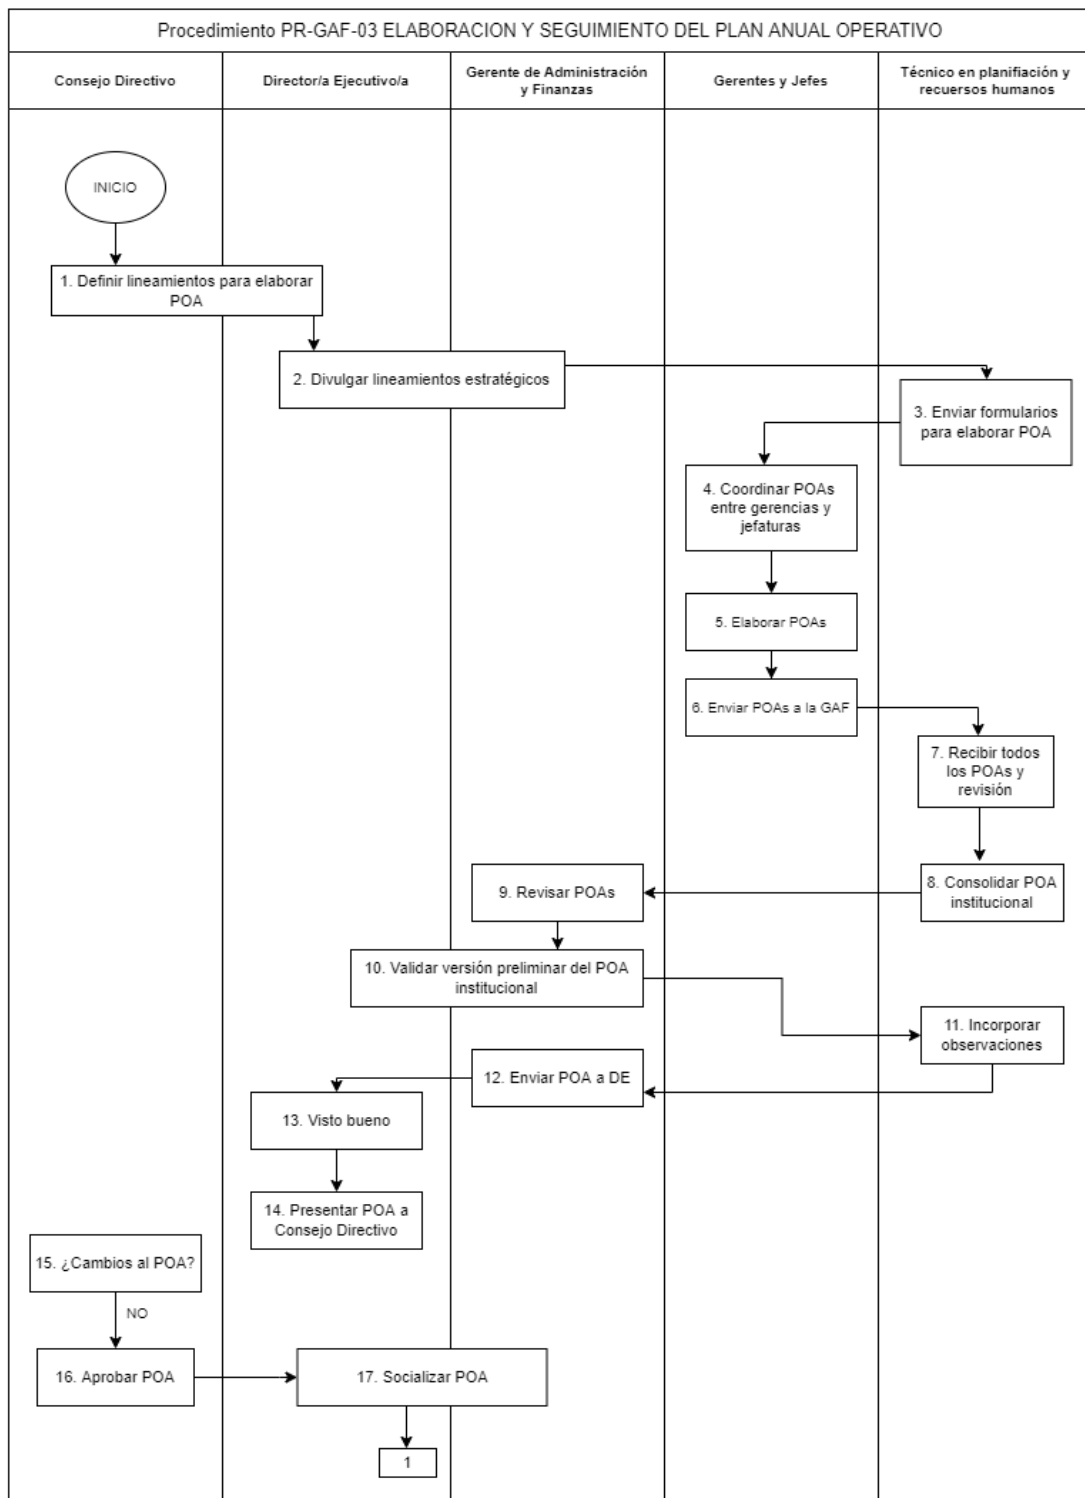 Procedimiento PR-GAF-03 ELABORACION Y SEGUIMIENTO DEL PLAN ANUAL OPERATIVO
Consejo Directivo
Director/a Ejecutivo/a
Gerente de Administración
y Finanzas
Gerentes y Jefes
Técnico en planifiación y
recuersos humanos
INICIO
1. Definir lineamientos para elaborar
POA
2. Divulgar lineamientos estratégicos
3. Enviar formularios
para elaborar POA
4. Coordinar POAs
entre gerencias y
jefaturas
5. Elaborar POAs
6. Enviar POAs a la GAF
7. Recibir todos
los POAs y
revisión
8. Consolidar POA
institucional
9. Revisar POAs
10. Validar versión preliminar del POA
institucional
11. Incorporar
observaciones
12. Enviar POA a DE
13. Visto bueno
14. Presentar POA a
Consejo Directivo
15. ¿Cambios al POA?
NO
16. Aprobar POA
17. Socializar POA
1